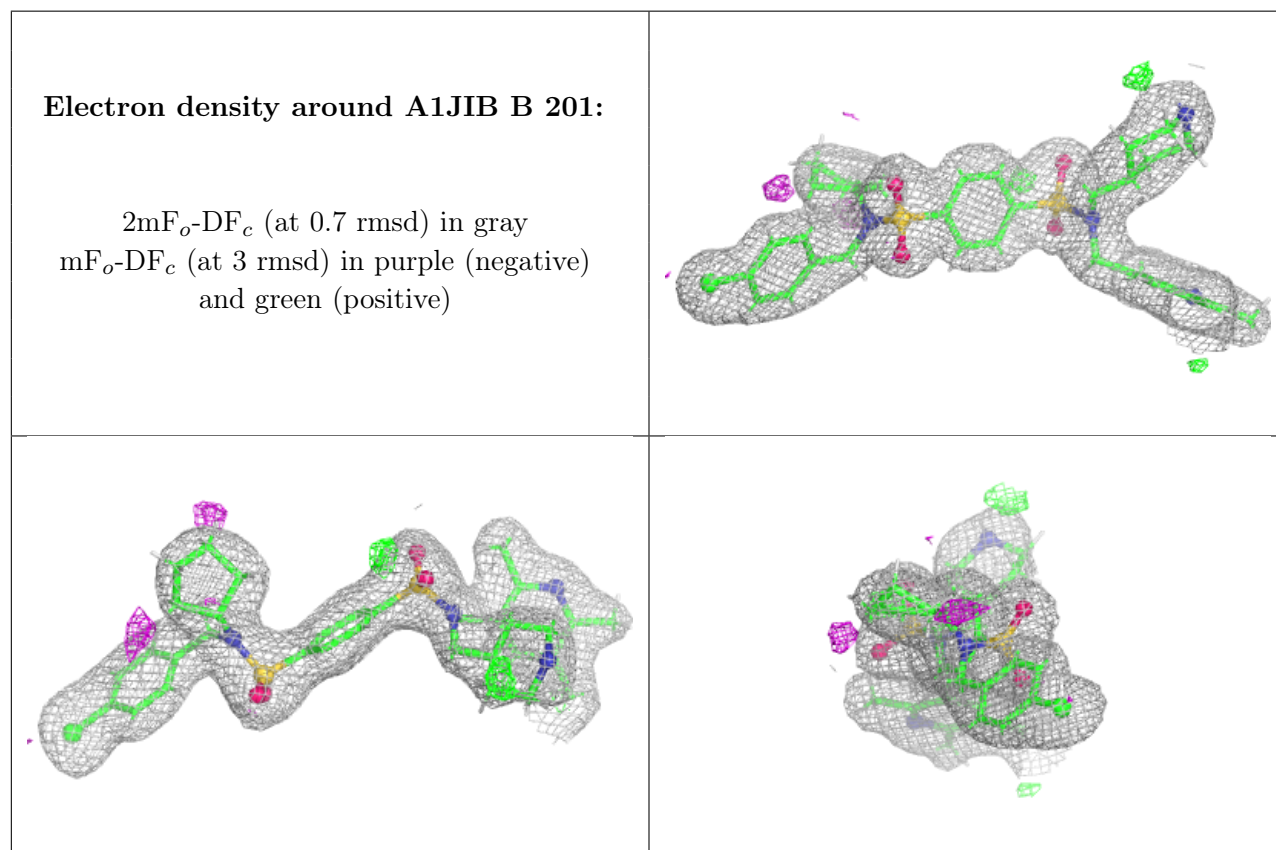 Electron density around A1JIB B 201:
2mFo-DFc (at 0.7 rmsd) in gray
mFo-DFc (at 3 rmsd) in purple (negative)
and green (positive)